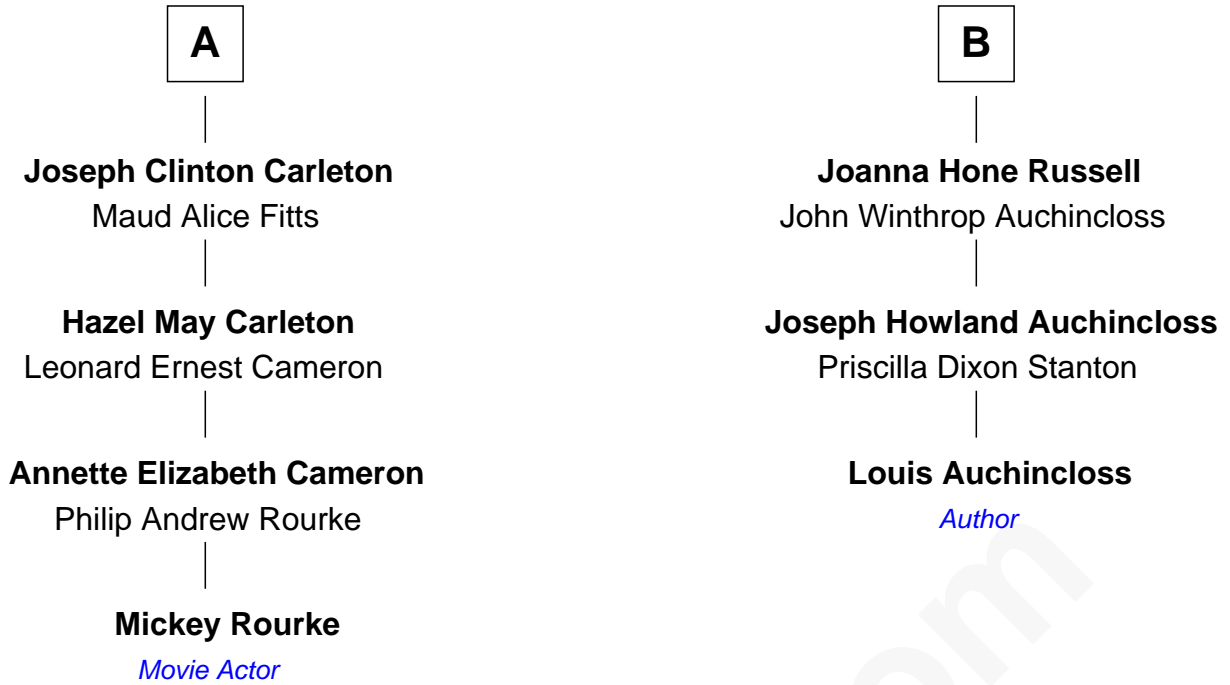 A
Joseph Clinton Carleton
Maud Alice Fitts
Hazel May Carleton
Leonard Ernest Cameron
Annette Elizabeth Cameron
Philip Andrew Rourke
Mickey Rourke
Movie Actor
B
Joanna Hone Russell
John Winthrop Auchincloss
Joseph Howland Auchincloss
Priscilla Dixon Stanton
Louis Auchincloss
Author
om